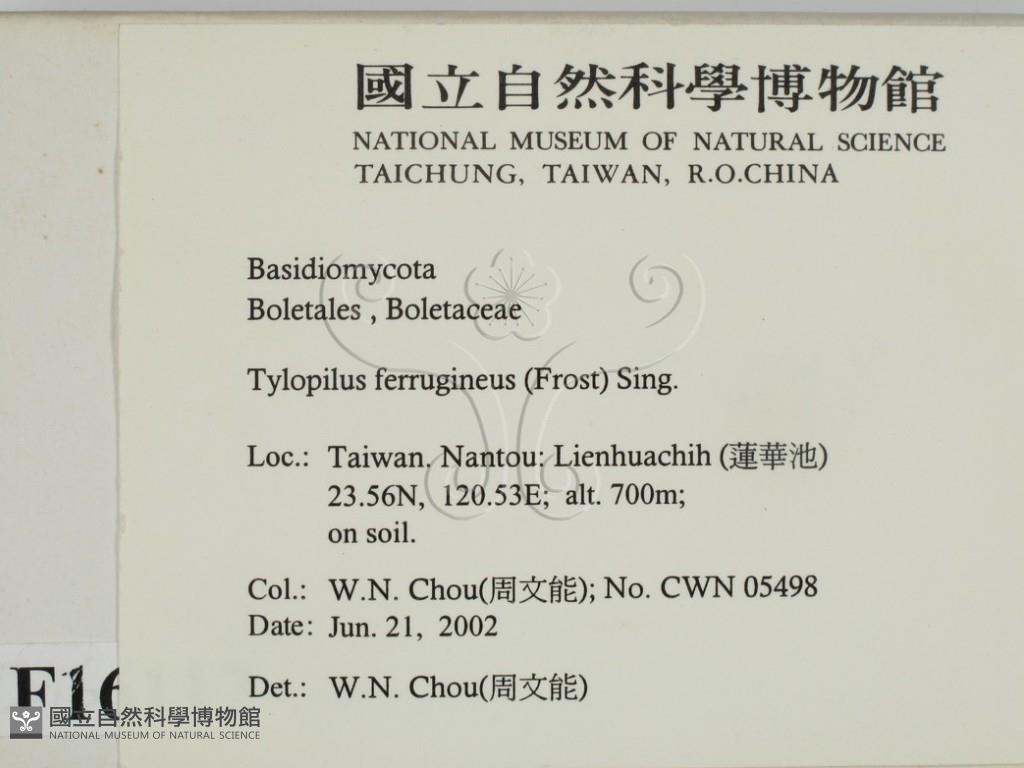 國立自然科學博物館
NATIONAL MUSEUM OF NATURAL SCIENCE
TAICHUNG, TAIWAN, R.O.CHINA
Basidiomycota
Boletales , Boletaceae
Tylopilus ferrugineus (Frost) Sing.
Loc.: Taiwan. Nantou: Lienhuachih (蓮華池)
23.56N, 120.53E; alt. 700m;
on soil.
Col.: W.N. Chou(周文能); No. CWN 05498
Date: Jun. 21, 2002
Det.: W.N. Chou(周文能)
國立自然科學博物館
NATIONAL MUSEUM OF NATURAL SCIENCE